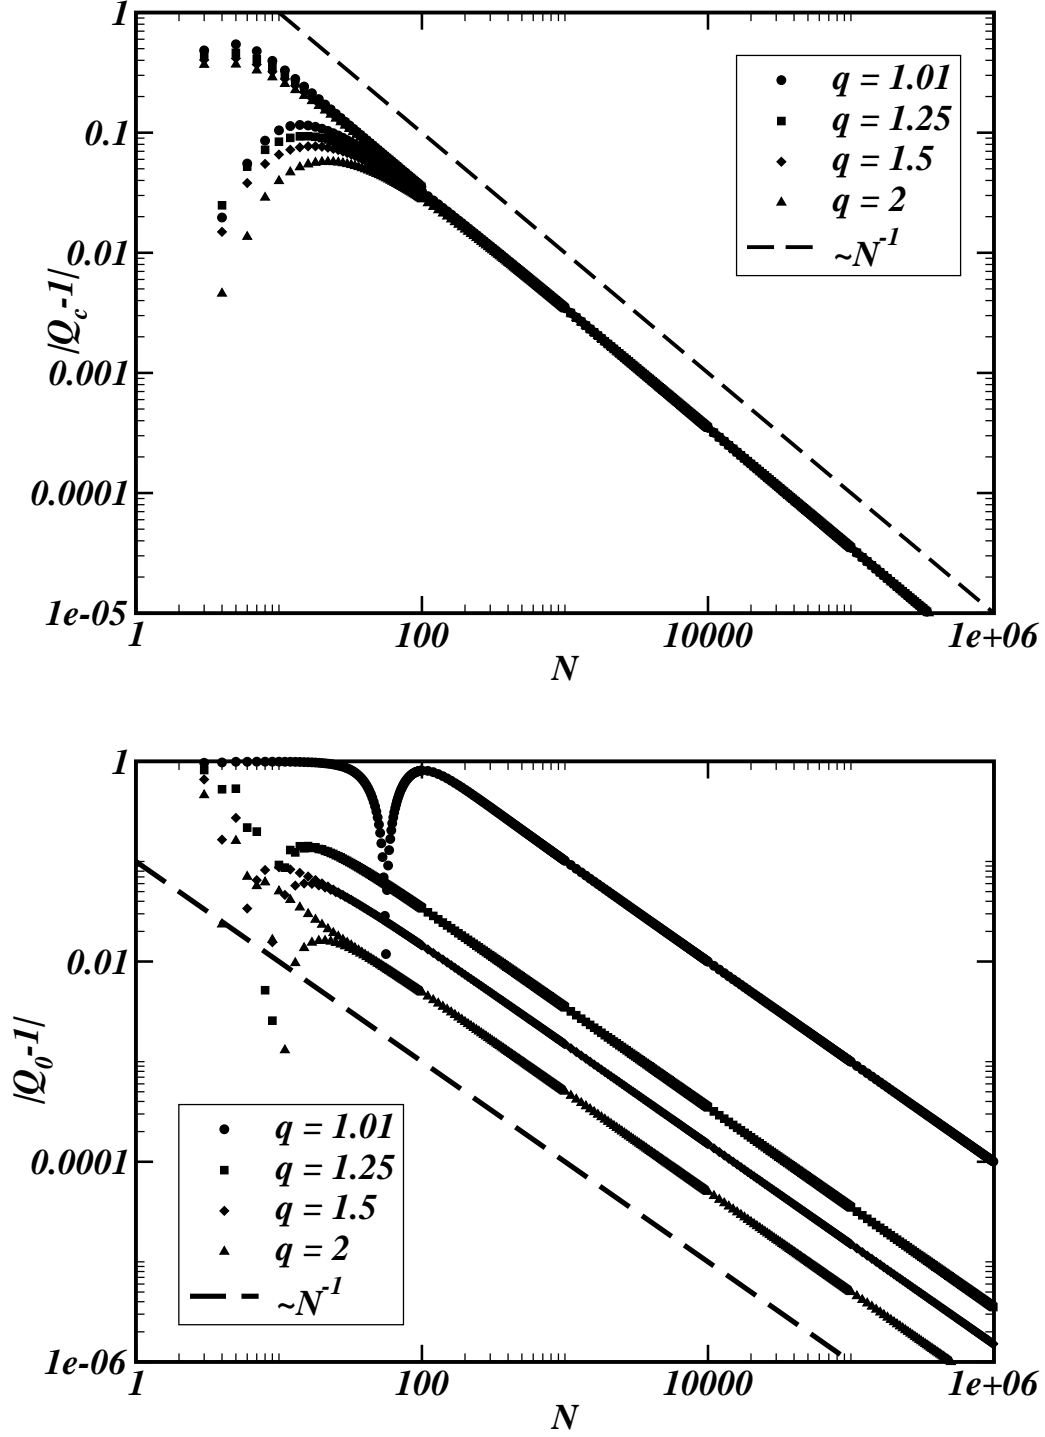 1
0.1
0.01
0.001
0.0001
1e-05
|Q_c-1|
1 100 10000 1e+06
N
q = 1.01
q = 1.25
q = 1.5
q = 2
~N^-1
1
0.01
0.0001
1e-06
|Q_0-1|
1 100 10000 1e+06
N
q = 1.01
q = 1.25
q = 1.5
q = 2
~N^-1